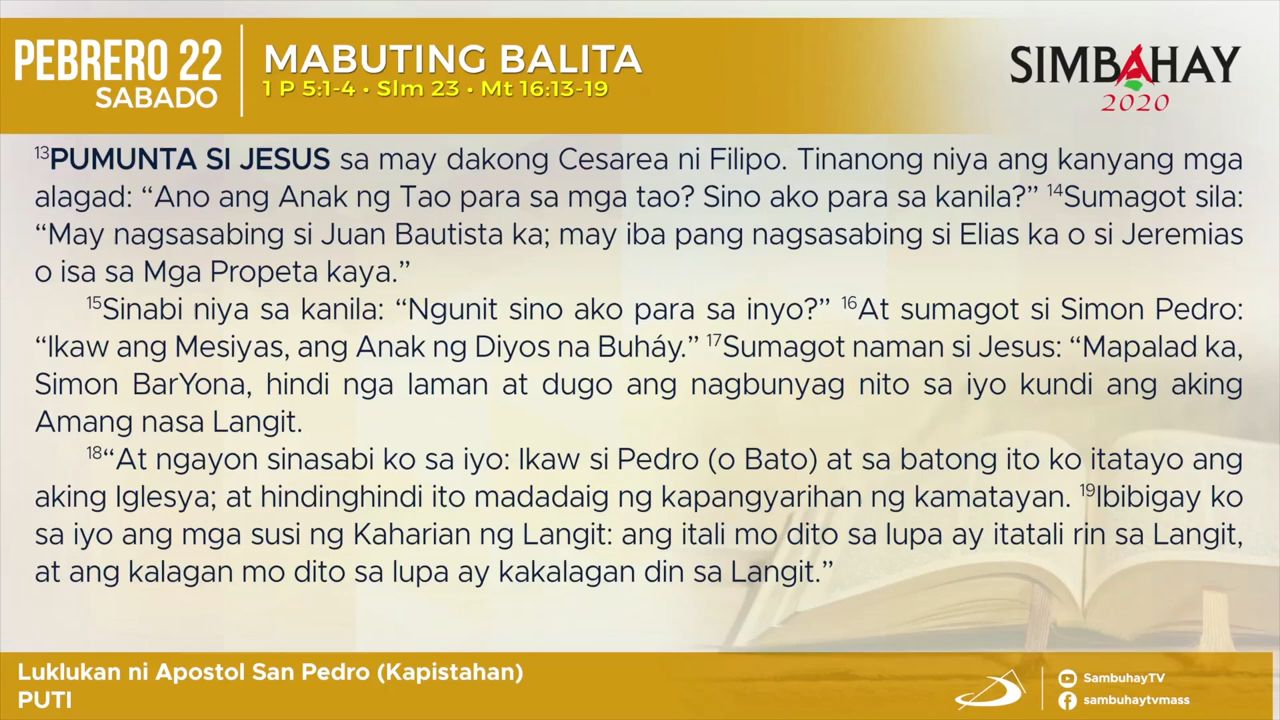 PEBRERO 22
SABADO
MABUTING BALITA
1 P 5:1-4 • Slm 23 • Mt 16:13-19
SIMBAHAY
2020
¹³PUMUNTA SI JESUS sa may dakong Cesarea ni Filipo. Tinanong niya ang kanyang mga
alagad: “Ano ang Anak ng Tao para sa mga tao? Sino ako para sa kanila?” ¹⁴Sumagot sila:
“May nagsasabing si Juan Bautista ka; may iba pang nagsasabing si Elias ka o si Jeremias
o isa sa Mga Propeta kaya.”
¹⁵Sinabi niya sa kanila: “Ngunit sino ako para sa inyo?” ¹⁶At sumagot si Simon Pedro:
“Ikaw ang Mesiyas, ang Anak ng Diyos na Buháy.” ¹⁷Sumagot naman si Jesus: “Mapalad ka,
Simon BarYona, hindi nga laman at dugo ang nagbunyag nito sa iyo kundi ang aking
Amang nasa Langit.
¹⁸“At ngayon sinasabi ko sa iyo: Ikaw si Pedro (o Bato) at sa batong ito ko itatayo ang
aking Iglesya; at hindinghindi ito madadaig ng kapangyarihan ng kamatayan. ¹⁹Ibibigay ko
sa iyo ang mga susi ng Kaharian ng Langit: ang itali mo dito sa lupa ay itatali rin sa Langit,
at ang kalagan mo dito sa lupa ay kakalagan din sa Langit.”
Luklukan ni Apostol San Pedro (Kapistahan)
PUTI
SambuhayTV
sambuhaytvmass